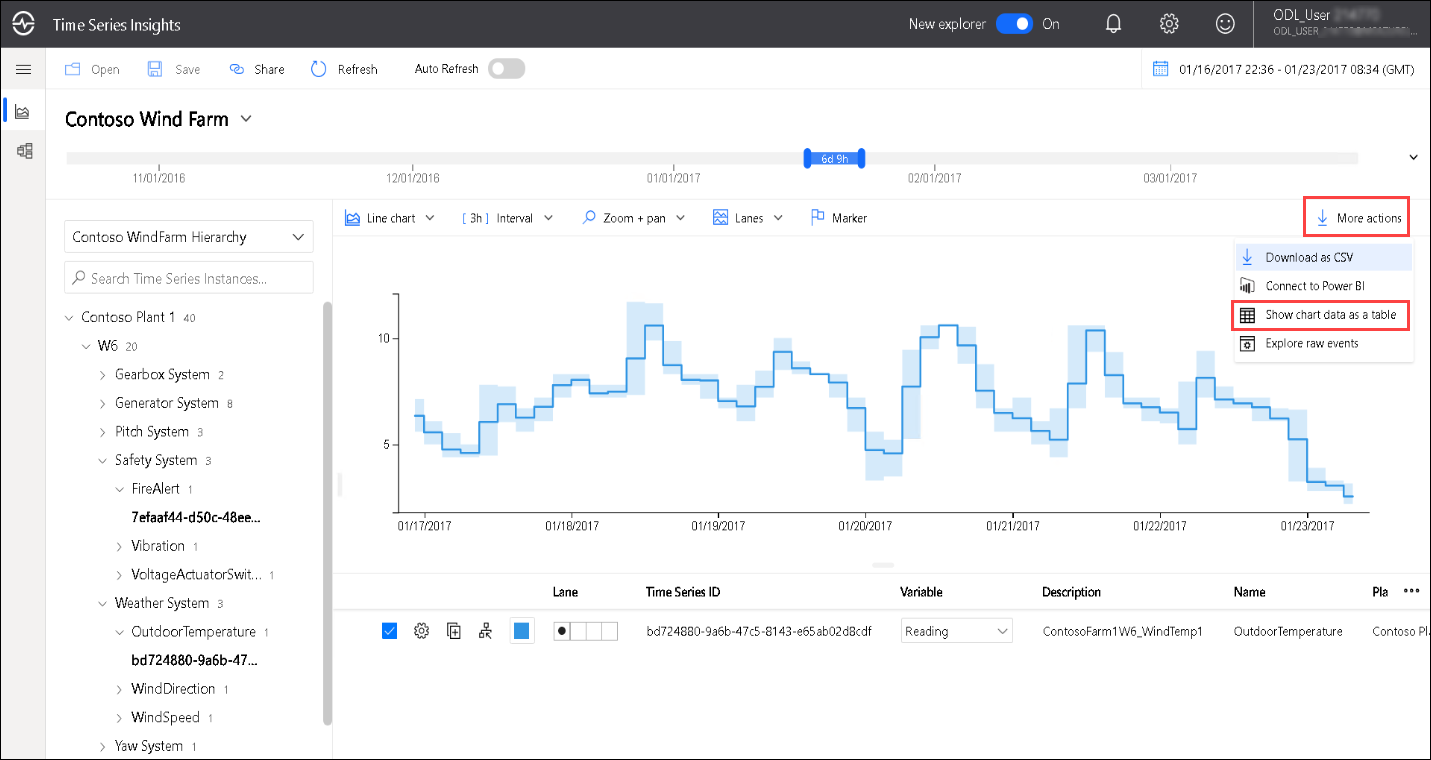 Time Series Insights New explorer On ODL_User
Open Save Share Refresh Auto Refresh 01/16/2017 22:36 - 01/23/2017 08:34 (GMT)
Contoso Wind Farm
6d 9h
11/01/2016 12/01/2016 01/01/2017 02/01/2017 03/01/2017
Line chart [ 3h ] Interval Zoom + pan Lanes Marker More actions
Contoso WindFarm Hierarchy
Search Time Series Instances...
Contoso Plant 1 40
W6 20
Gearbox System 2
Generator System 8
Pitch System 3
Safety System 3
FireAlert 1
7efaaf44-d50c-48ee...
Vibration 1
VoltageActuatorSwit... 1
Weather System 3
OutdoorTemperature 1
bd724880-9a6b-47...
WindDirection 1
WindSpeed 1
Yaw System 1
Download as CSV
Connect to Power BI
Show chart data as a table
Explore raw events
10
5
01/17/2017 01/18/2017 01/19/2017 01/20/2017 01/21/2017 01/22/2017 01/23/2017
Lane Time Series ID Variable Description Name Pla
bd724880-9a6b-47c5-8143-e65ab02d8cdf Reading ContosoFarm1W6_WindTemp1 OutdoorTemperature Contoso Pl